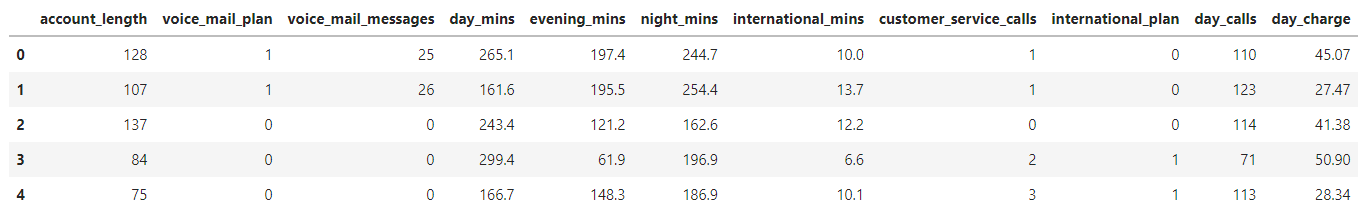 account_length voice_mail_plan voice_mail_messages day_mins evening_mins night_mins international_mins customer_service_calls international_plan day_calls day_charge
0 128 1 25 265.1 197.4 244.7 10.0 1 0 110 45.07
1 107 1 26 161.6 195.5 254.4 13.7 1 0 123 27.47
2 137 0 0 243.4 121.2 162.6 12.2 0 0 114 41.38
3 84 0 0 299.4 61.9 196.9 6.6 2 1 71 50.90
4 75 0 0 166.7 148.3 186.9 10.1 3 1 113 28.34